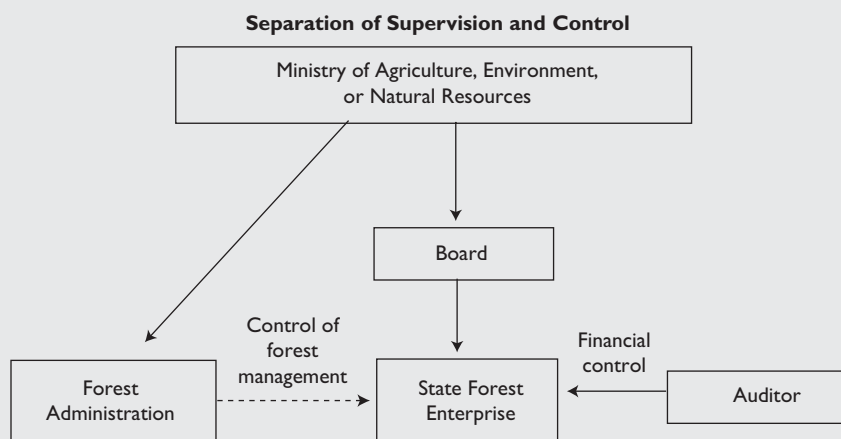 Separation of Supervision and Control
Ministry of Agriculture, Environment,
or Natural Resources
Board
Control of
forest
management
Financial
control
Forest
Administration
State Forest
Enterprise
Auditor